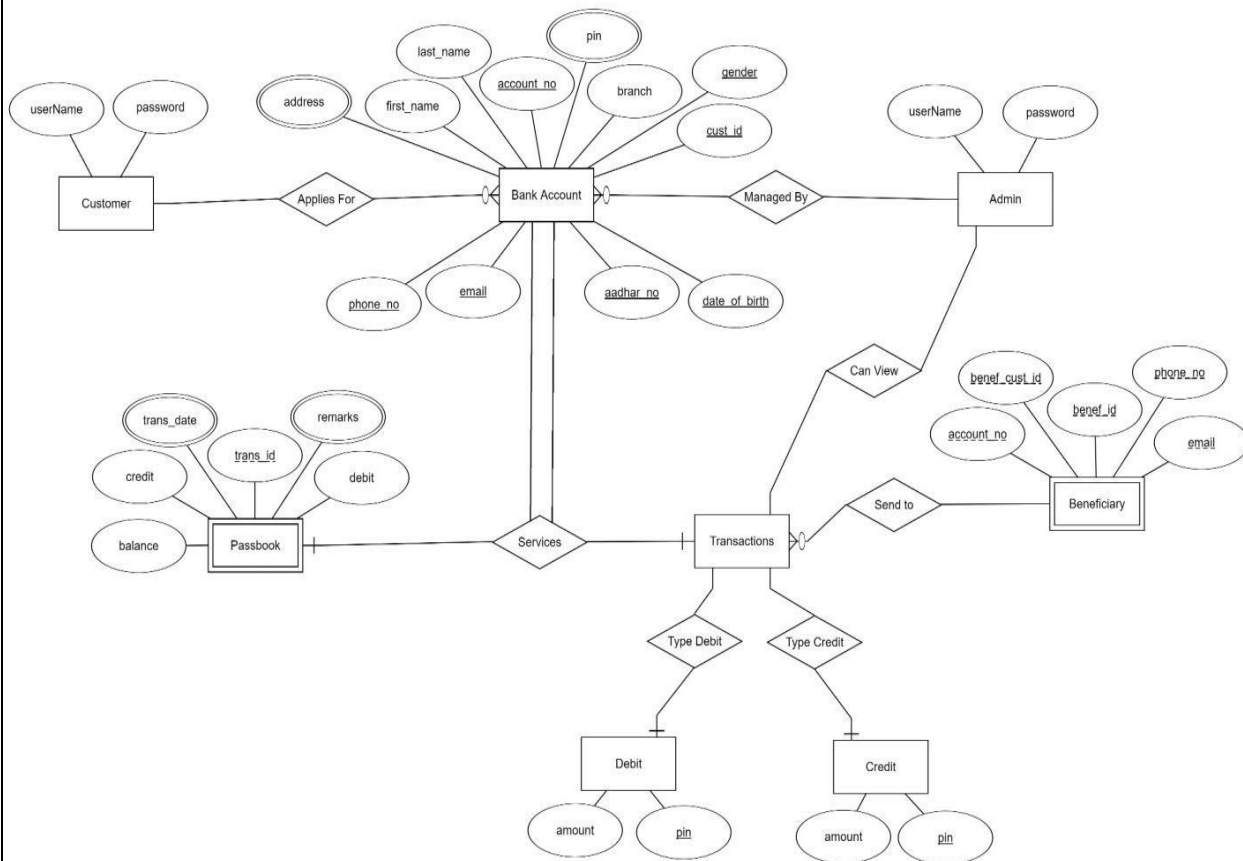 pin
last_name
account_no
gender
address
first_name
branch
userName
password
cust_id
userName
password
Customer
Applies For
Bank Account
Managed By
Admin
phone_no
email
aadhar_no
date_of_birth
Can View
benef_cust_id
phone_no
benef_id
account_no
email
trans_date
remarks
trans_id
credit
debit
Send to
Beneficiary
balance
Passbook
Services
Transactions
Type Debit
Type Credit
Debit
Credit
amount
pin
amount
pin